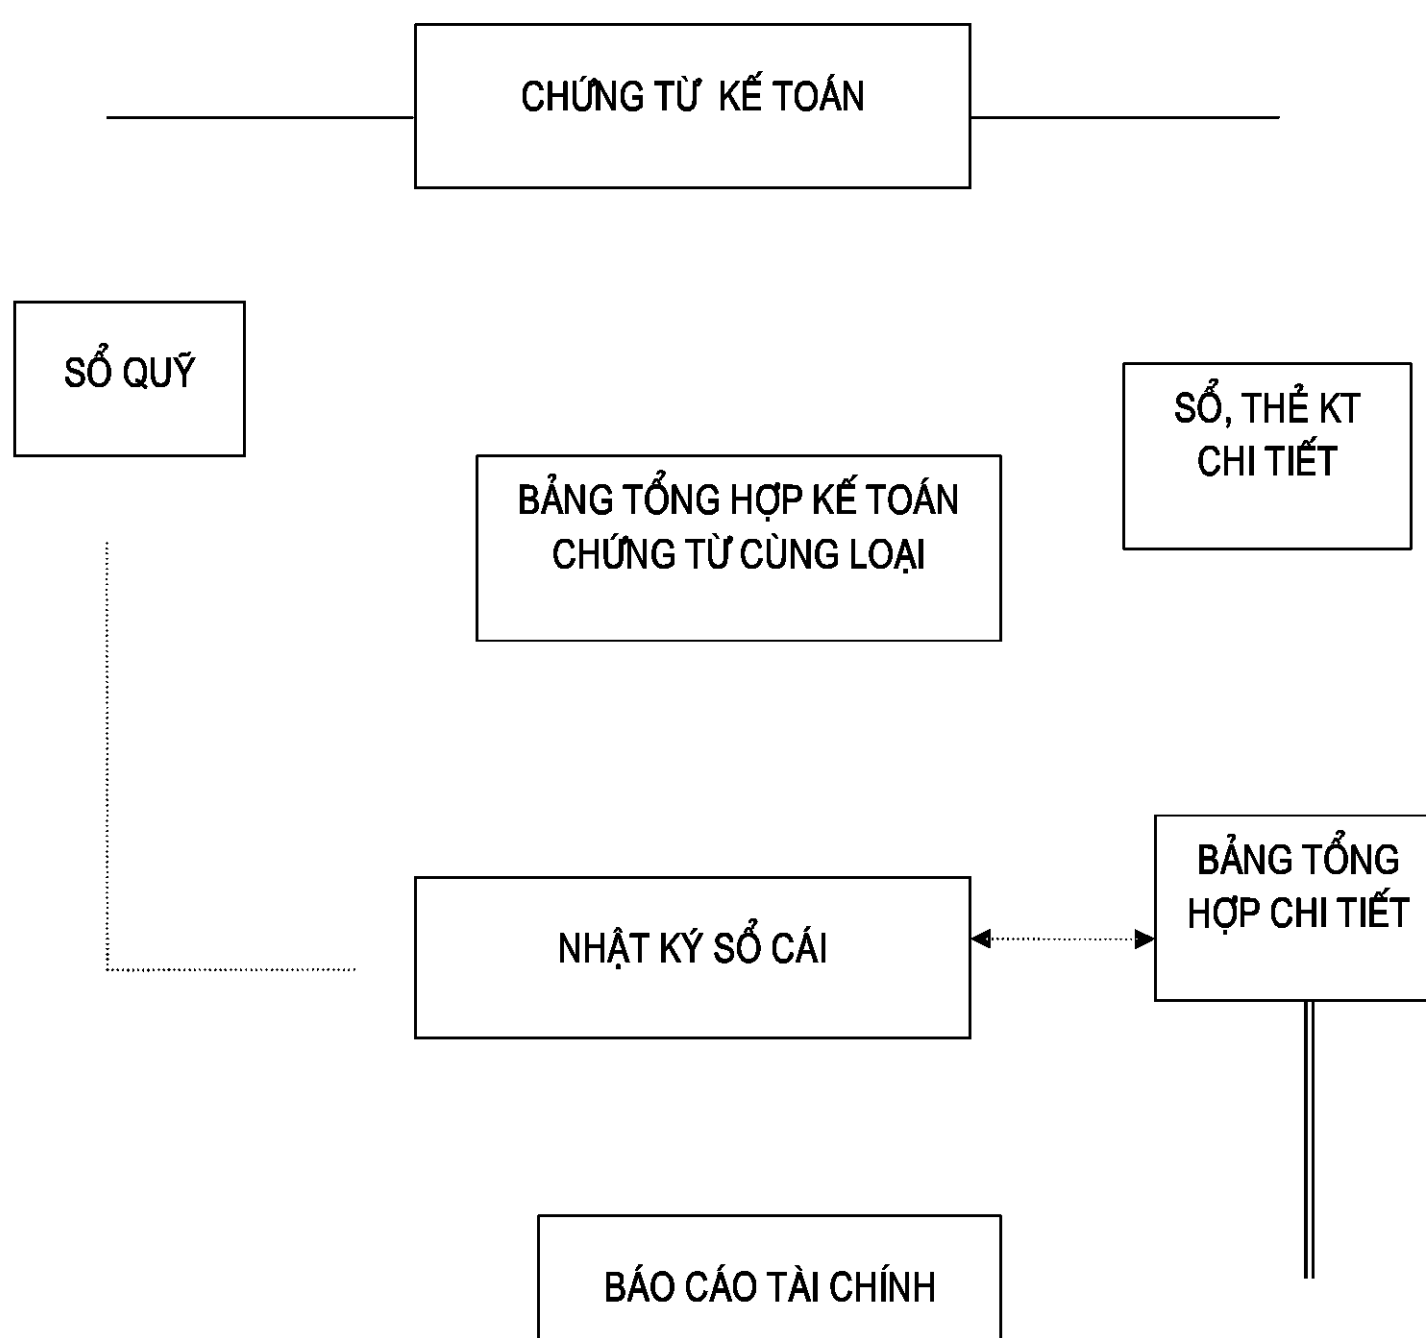 CHỨNG TỪ KẾ TOÁN
SỔ QUỸ
SỔ, THẺ KT
CHI TIẾT
BẢNG TỔNG HỢP KẾ TOÁN
CHỨNG TỪ CÙNG LOẠI
BẢNG TỔNG
HỢP CHI TIẾT
NHẬT KÝ SỔ CÁI
BÁO CÁO TÀI CHÍNH